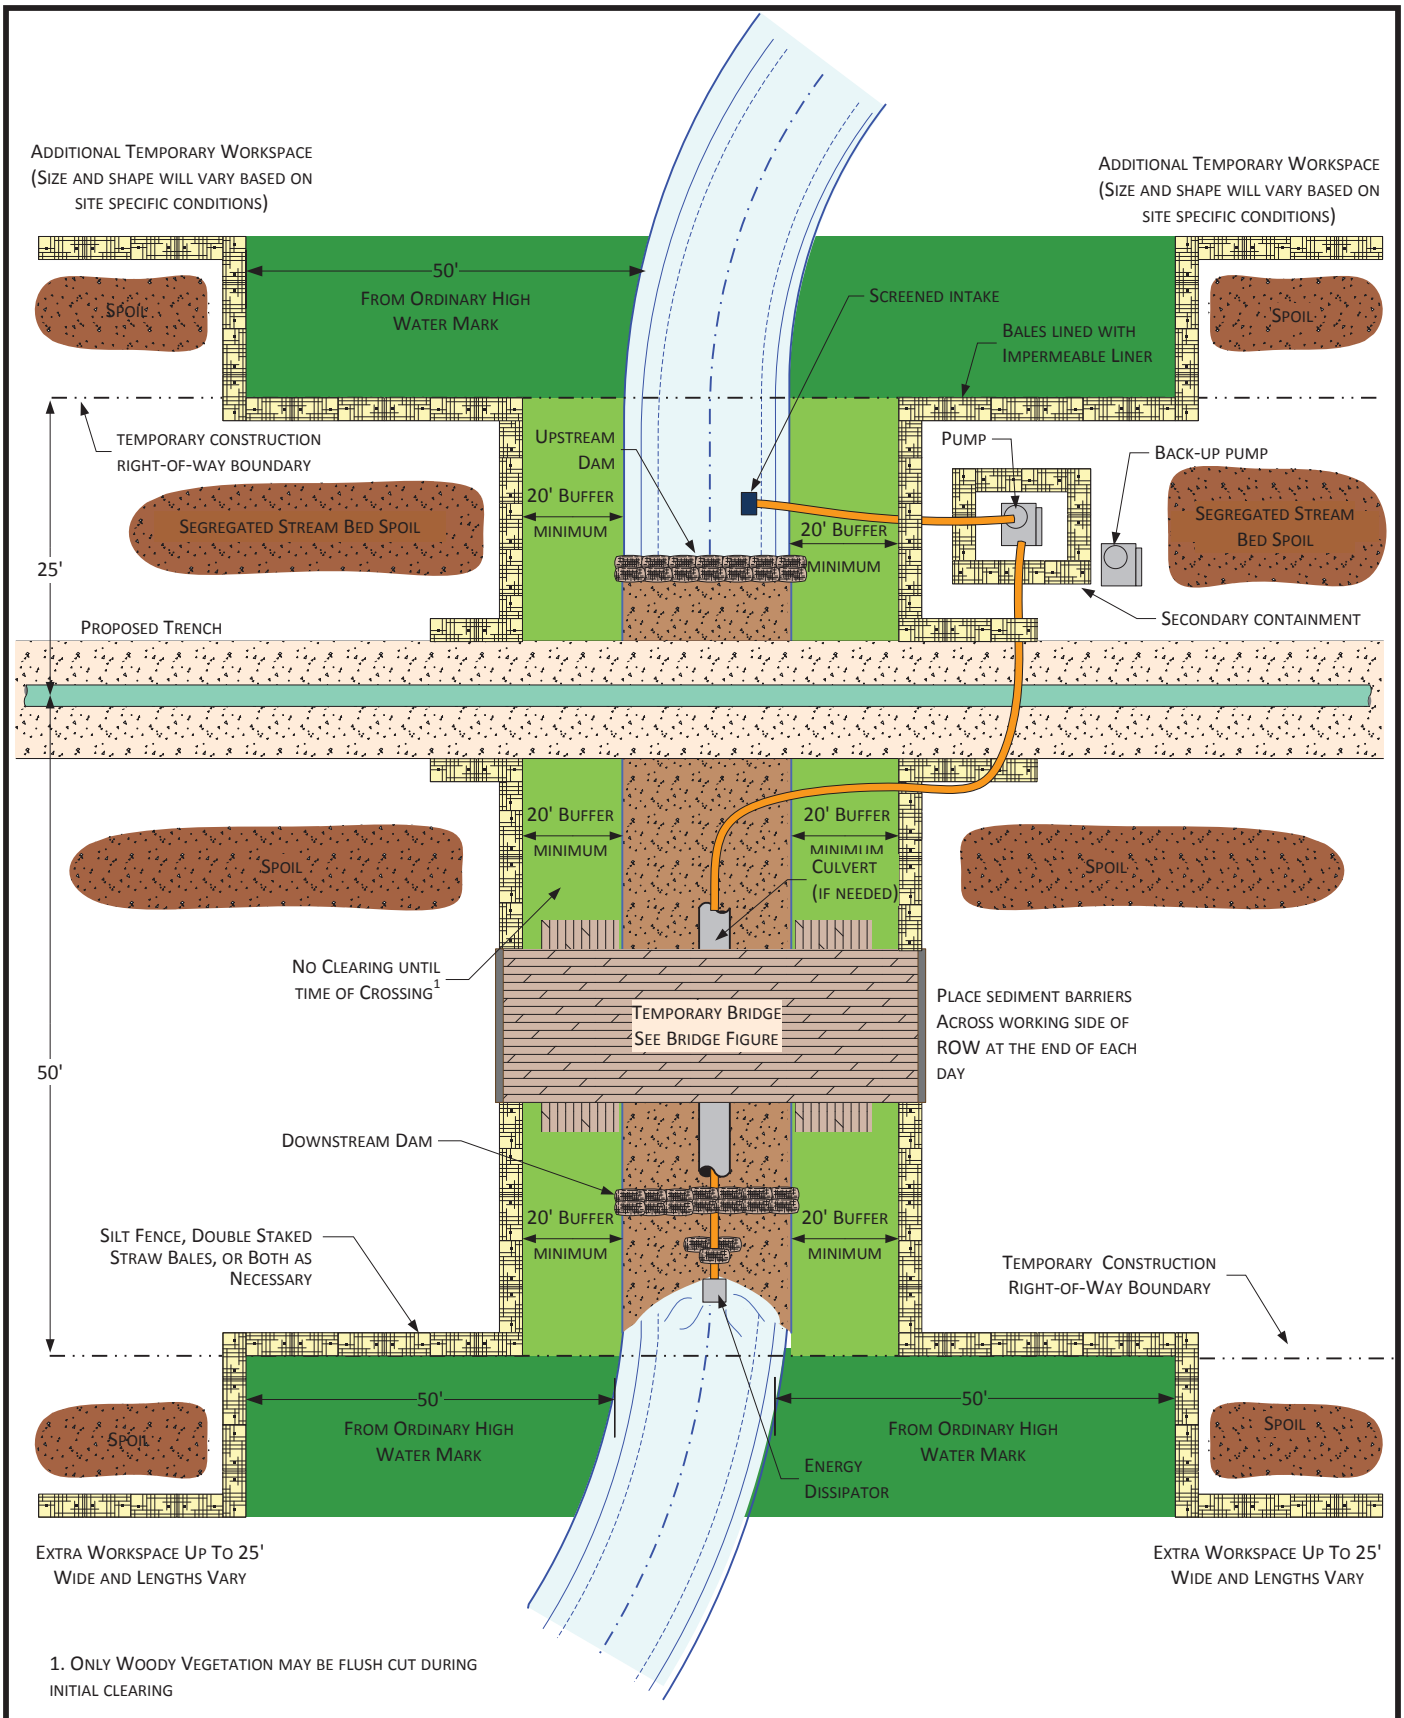 Additional Temporary Workspace
(Size and shape will vary based on
site specific conditions)
Additional Temporary Workspace
(Size and shape will vary based on
site specific conditions)
50'
From Ordinary High
Water Mark
Spoil
Screened intake
Spoil
Bales lined with
Impermeable Liner
temporary construction
right-of-way boundary
Upstream
Dam
Pump
Back-up pump
20' Buffer
minimum
Segregated Stream Bed Spoil
Segregated Stream
Bed Spoil
20' Buffer
minimum
25'
Secondary containment
Proposed Trench
20' Buffer
minimum
20' Buffer
minimum
Spoil
Culvert
(if needed)
Spoil
No Clearing until
time of Crossing1
Temporary Bridge
See Bridge Figure
Place sediment barriers
Across working side of
ROW at the end of each
day
50'
Downstream Dam
20' Buffer
minimum
20' Buffer
minimum
Silt Fence, Double Staked
Straw Bales, or Both as
Necessary
Temporary Construction
Right-of-Way Boundary
50'
From Ordinary High
Water Mark
50'
From Ordinary High
Water Mark
Spoil
Spoil
Energy
Dissipator
Extra Workspace Up To 25'
Wide and Lengths Vary
Extra Workspace Up To 25'
Wide and Lengths Vary
1. Only Woody Vegetation may be flush cut during
initial clearing